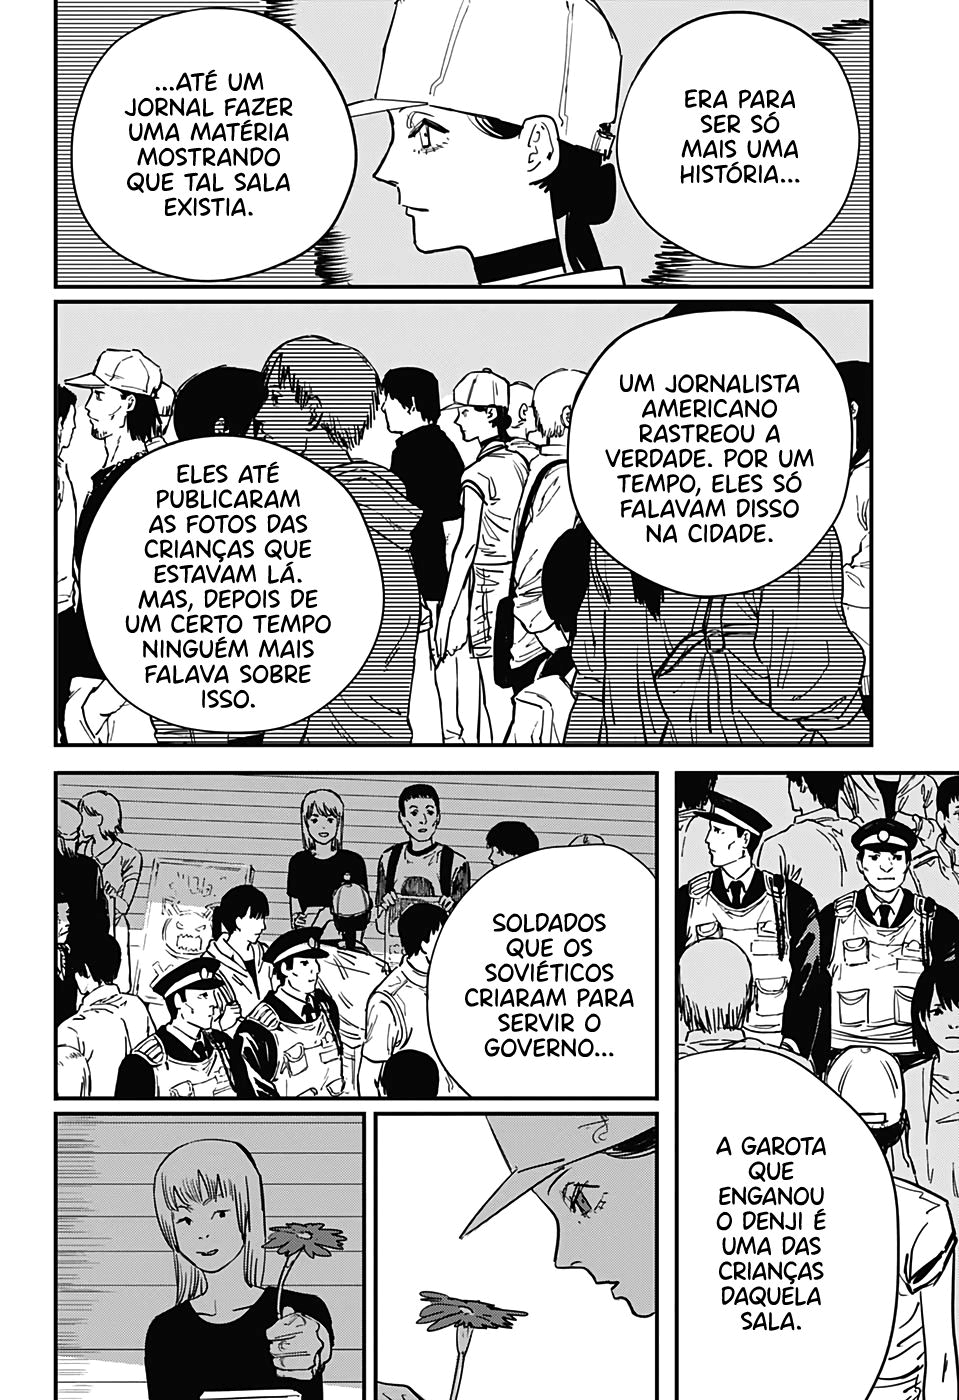 ERA PARA
SER SÓ
MAIS UMA
HISTÓRIA...
...ATÉ UM
JORNAL FAZER
UMA MATÉRIA
MOSTRANDO
QUE TAL SALA
EXISTIA.
UM JORNALISTA
AMERICANO
RASTREOU A
VERDADE. POR UM
TEMPO, ELES SÓ
FALAVAM DISSO
NA CIDADE.
ELES ATÉ
PUBLICARAM
AS FOTOS DAS
CRIANÇAS QUE
ESTAVAM LÁ.
MAS, DEPOIS DE
UM CERTO TEMPO
NINGUÉM MAIS
FALAVA SOBRE
ISSO.
A GAROTA
QUE
ENGANOU
O DENJI É
UMA DAS
CRIANÇAS
DAQUELA
SALA.
SOLDADOS
QUE OS
SOVIÉTICOS
CRIARAM PARA
SERVIR O
GOVERNO...